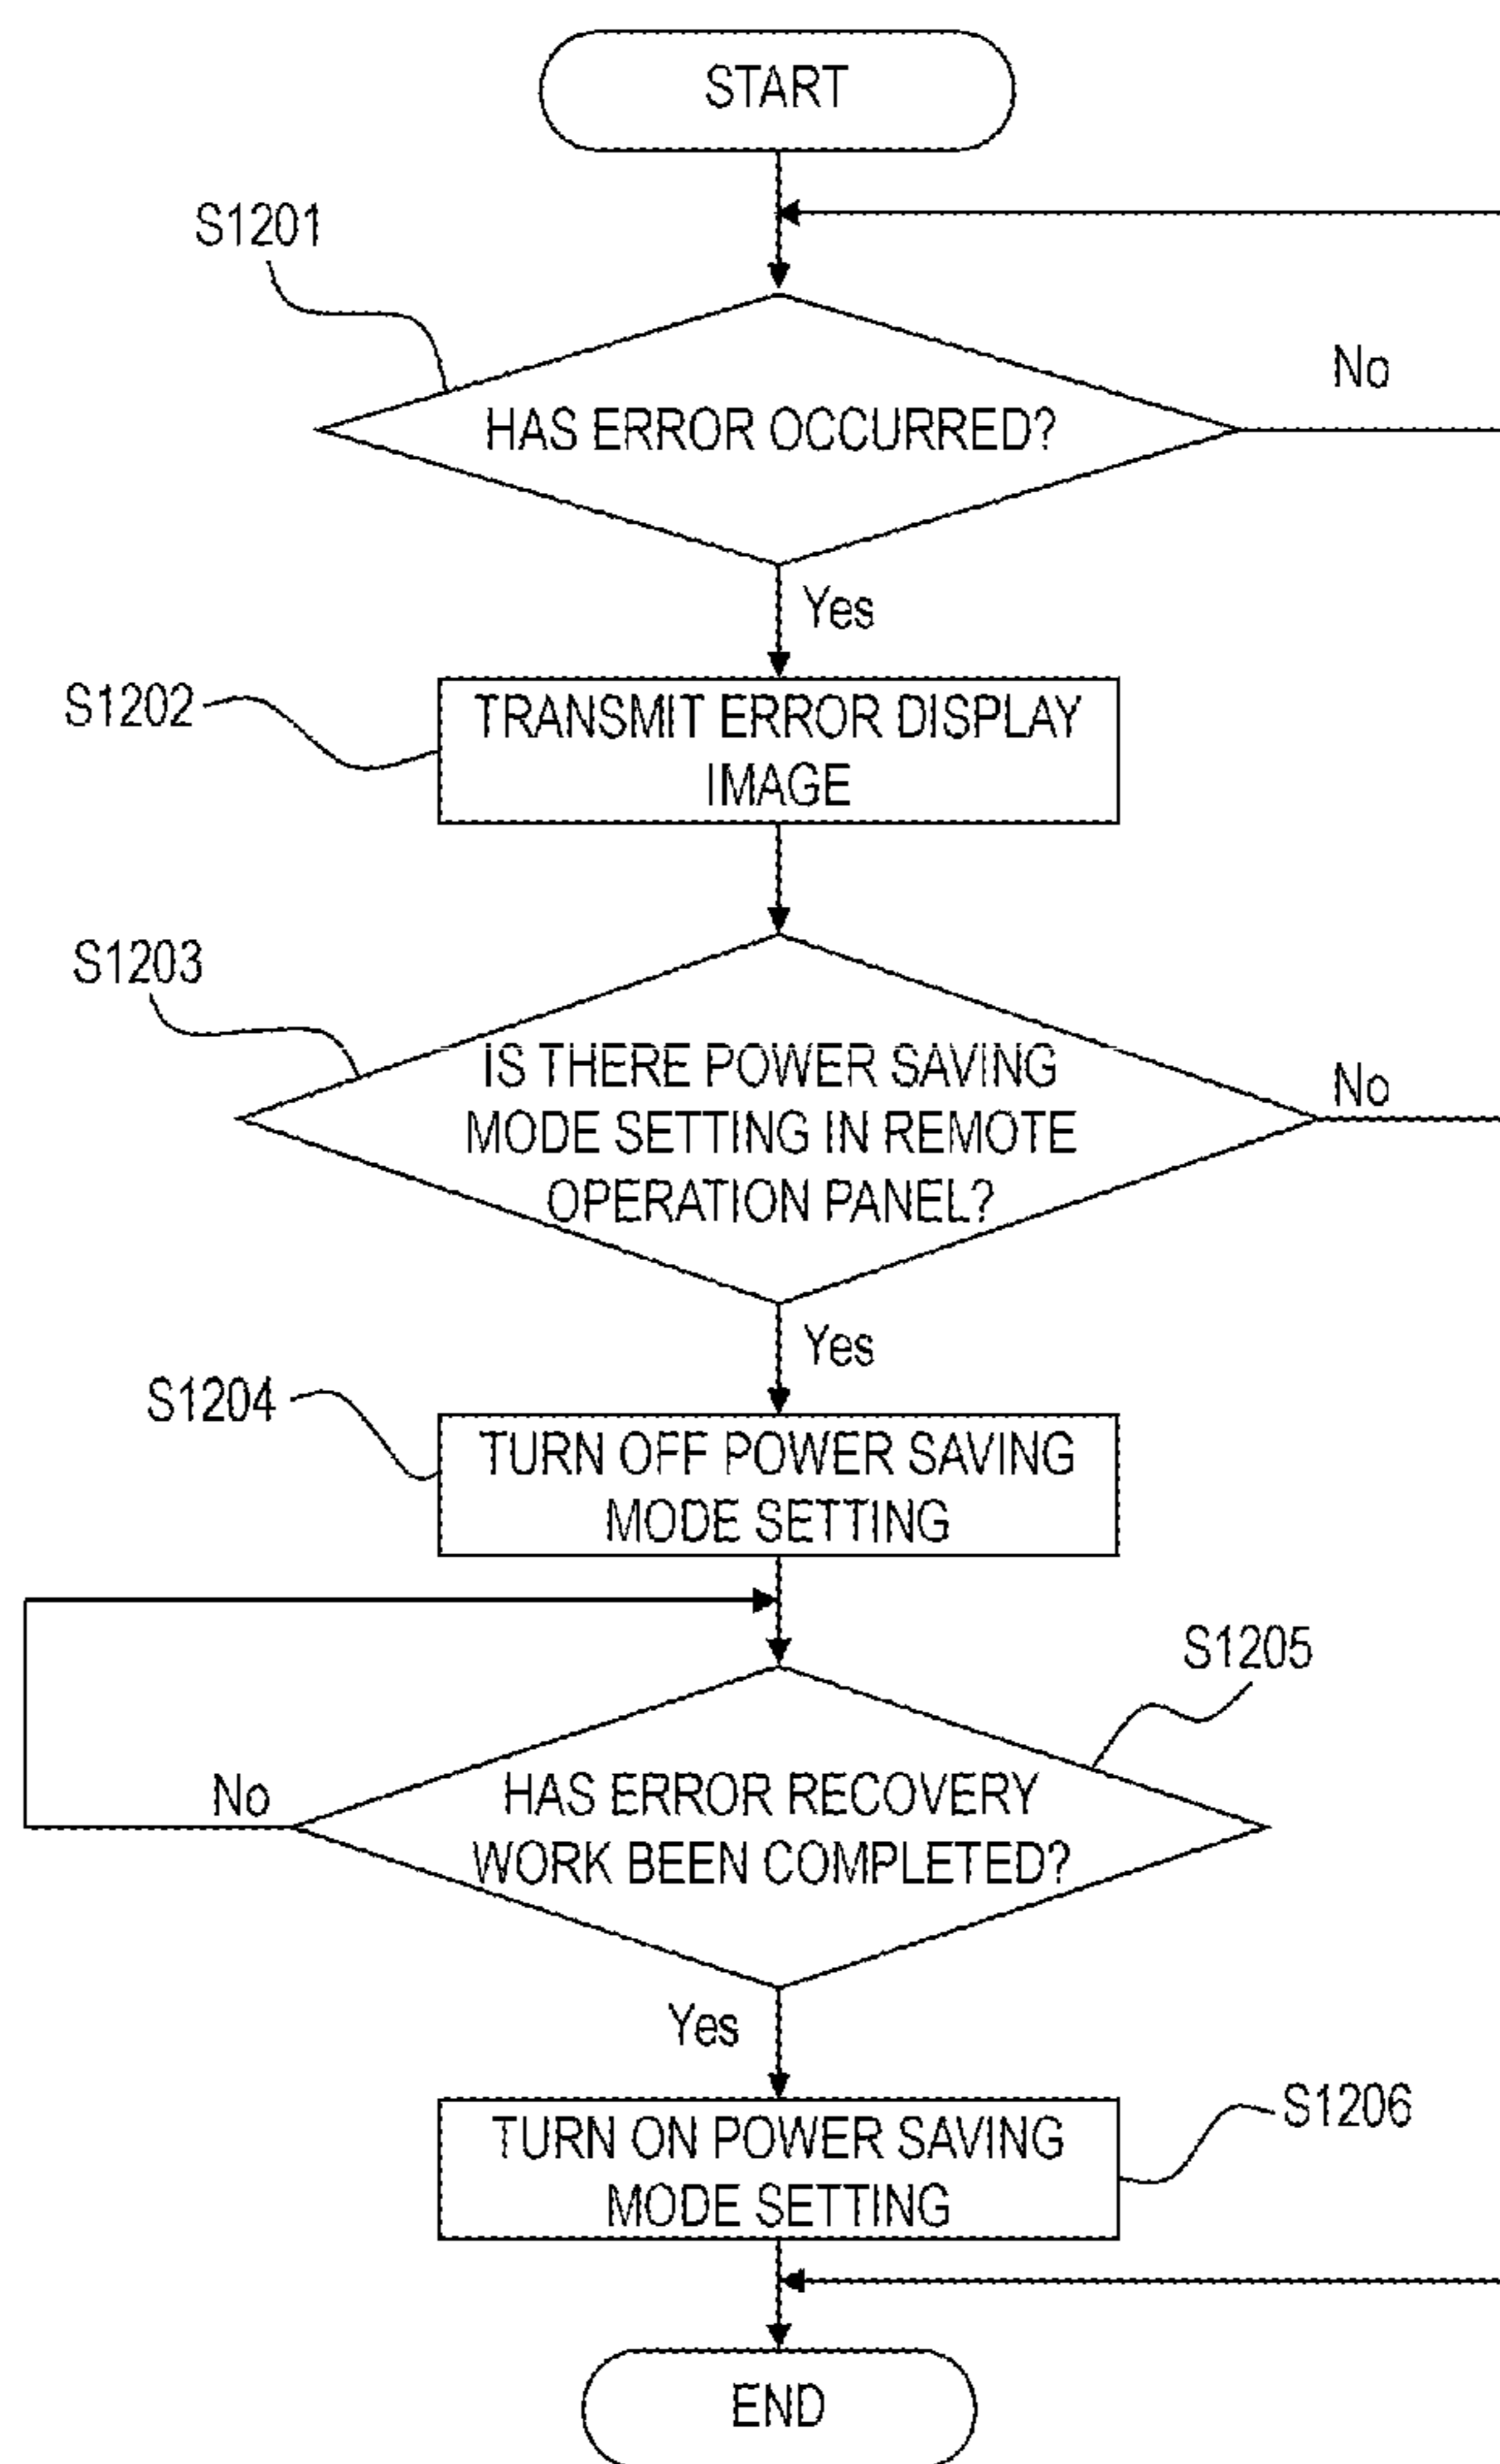 START
S1201
No
HAS ERROR OCCURRED?
Yes
S1202
TRANSMIT ERROR DISPLAY
IMAGE
S1203
IS THERE POWER SAVING
MODE SETTING IN REMOTE
OPERATION PANEL?
No
Yes
S1204
TURN OFF POWER SAVING
MODE SETTING
S1205
No
HAS ERROR RECOVERY
WORK BEEN COMPLETED?
Yes
TURN ON POWER SAVING
MODE SETTING
S1206
END